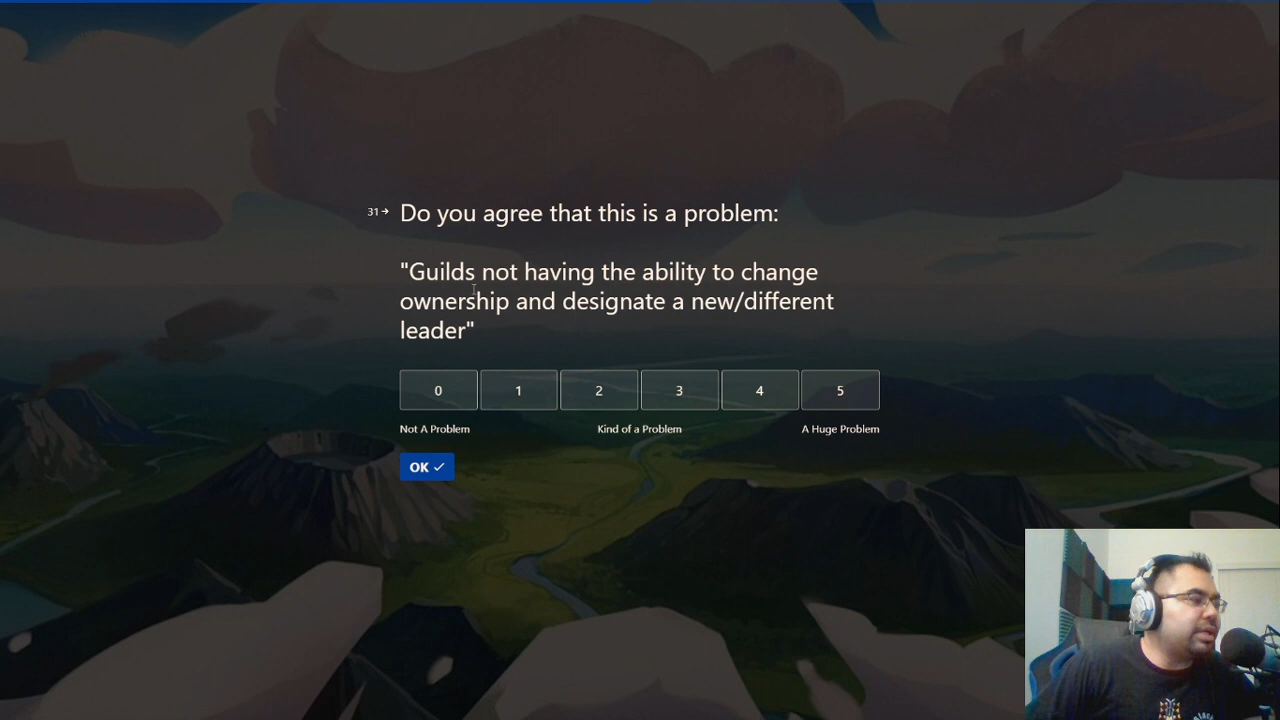 31→ Do you agree that this is a problem:
"Guilds not having the ability to change
ownership and designate a new/different
leader"
0 1 2 3 4 5
Not A Problem Kind of a Problem A Huge Problem
OK ✓